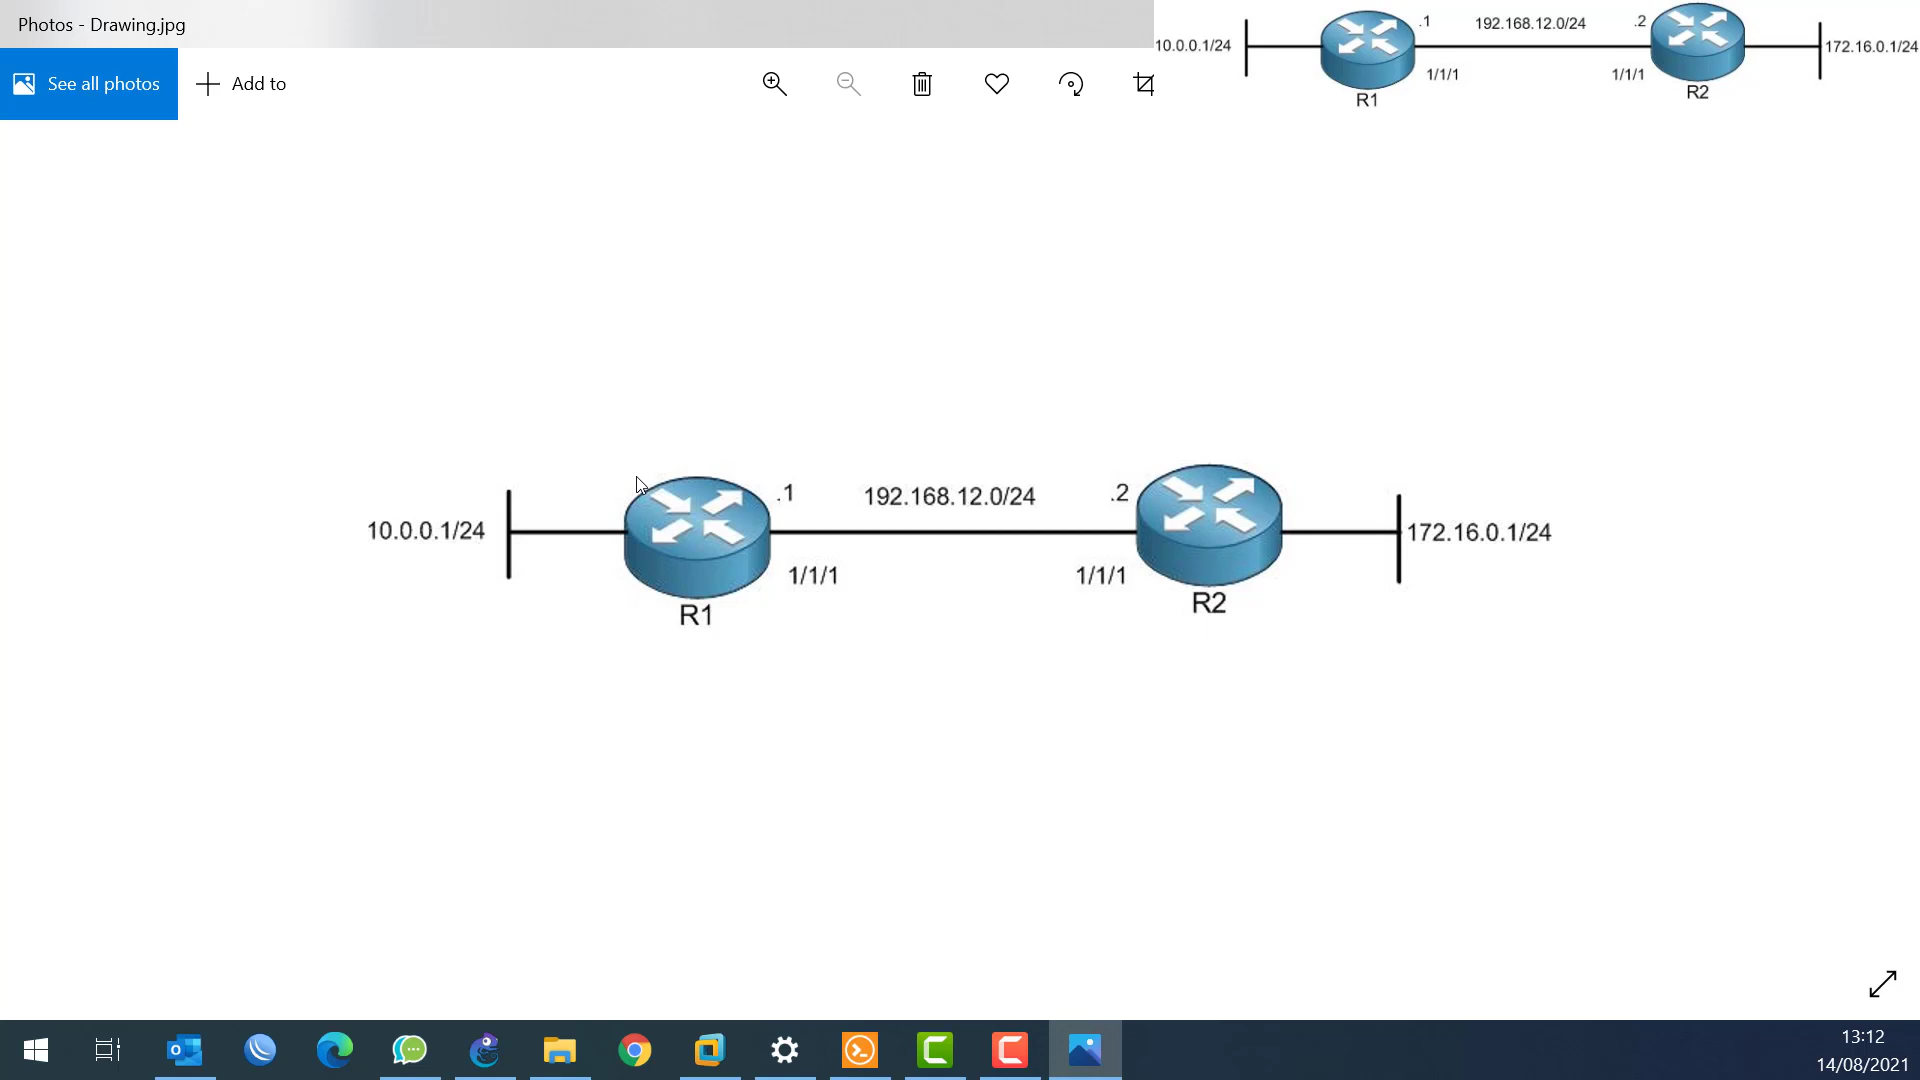 Photos - Drawing.jpg
See all photos
Add to
10.0.0.1/24
.1
192.168.12.0/24
.2
172.16.0.1/24
1/1/1
1/1/1
R1
R2
10.0.0.1/24
.1
192.168.12.0/24
.2
172.16.0.1/24
1/1/1
1/1/1
R1
R2
13:12
14/08/2021